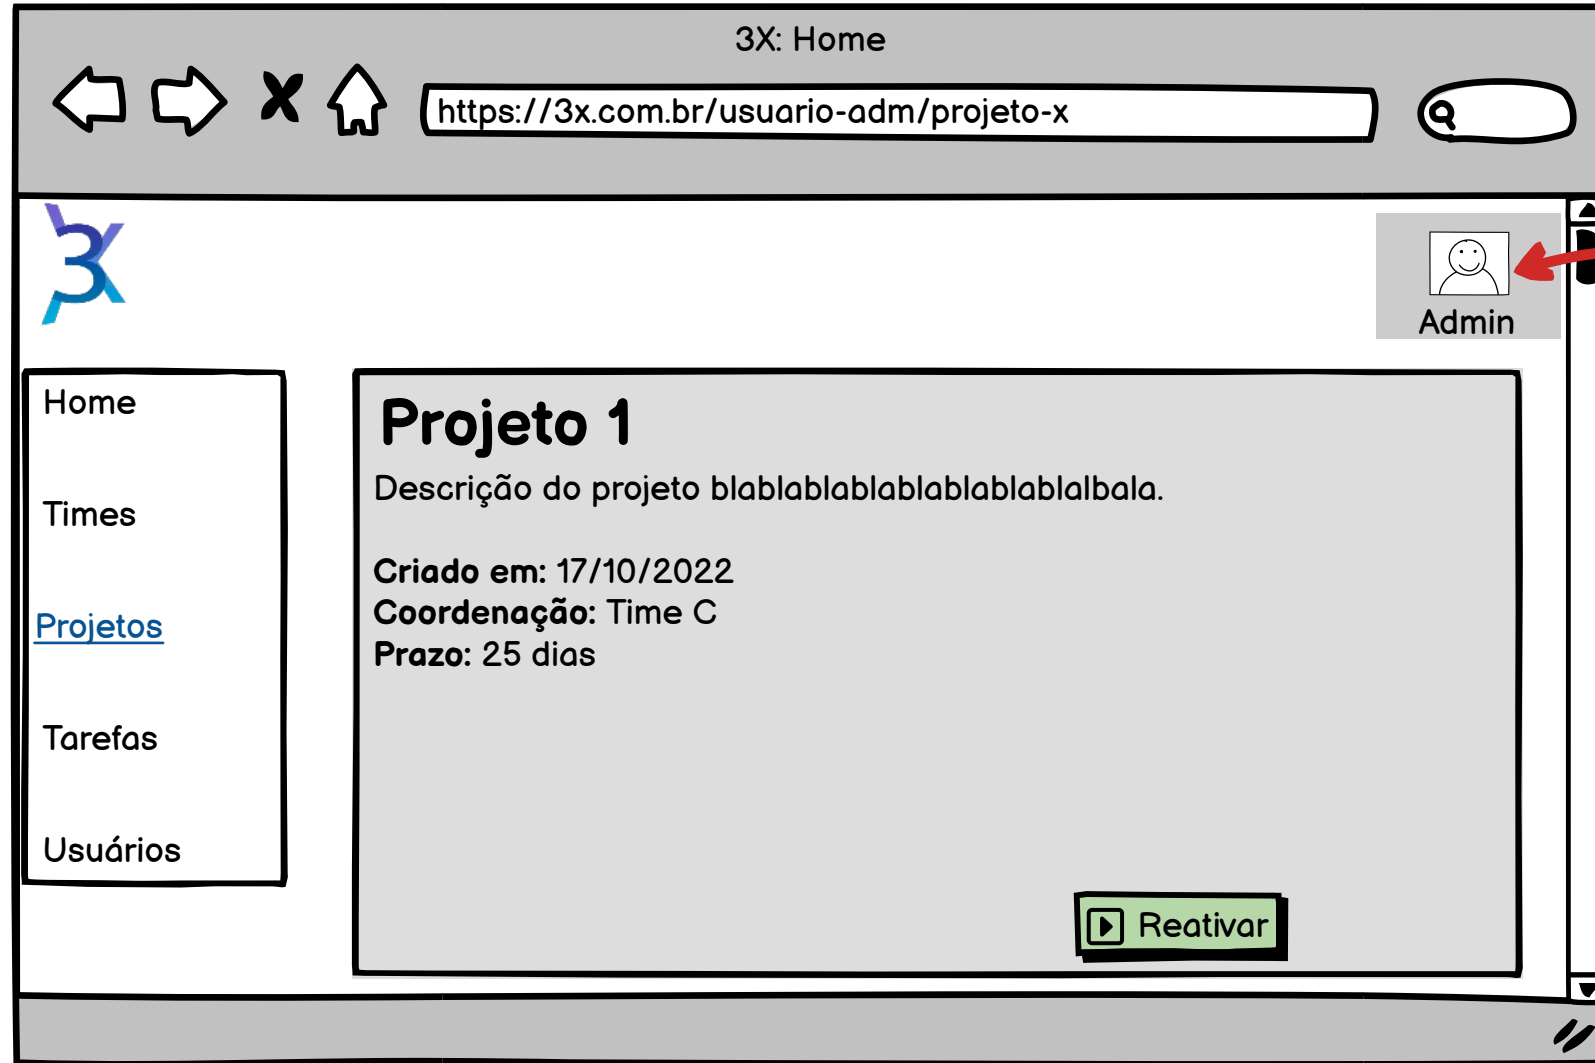 3X: Home
https://3x.com.br/usuario-adm/projeto-x
3X
Admin
Home
Times
Projetos
Tarefas
Usuários
Projeto 1
Descrição do projeto blablablablablablablablalbala.
Criado em: 17/10/2022
Coordenação: Time C
Prazo: 25 dias
Reativar